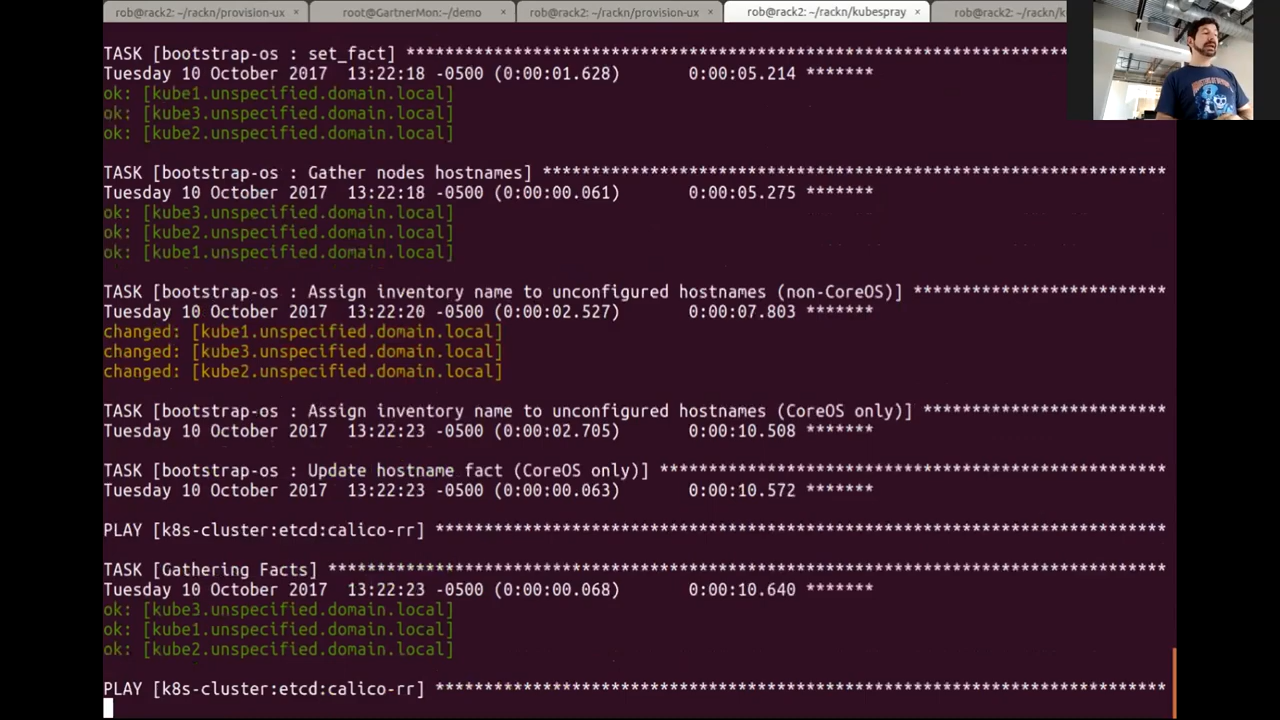 rob@rack2: ~/rackn/provision-ux × root@GartnerMon: ~/demo × rob@rack2: ~/rackn/provision-ux × rob@rack2: ~/rackn/kubespray × rob@rack2: ~/rackn/k
TASK [bootstrap-os : set_fact] *******************************************************************
Tuesday 10 October 2017  13:22:18 -0500 (0:00:01.628)       0:00:05.214 *******
ok: [kube1.unspecified.domain.local]
ok: [kube3.unspecified.domain.local]
ok: [kube2.unspecified.domain.local]
TASK [bootstrap-os : Gather nodes hostnames] ****************************************************************
Tuesday 10 October 2017  13:22:18 -0500 (0:00:00.061)       0:00:05.275 *******
ok: [kube3.unspecified.domain.local]
ok: [kube2.unspecified.domain.local]
ok: [kube1.unspecified.domain.local]
TASK [bootstrap-os : Assign inventory name to unconfigured hostnames (non-CoreOS)] **************************
Tuesday 10 October 2017  13:22:20 -0500 (0:00:02.527)       0:00:07.803 *******
changed: [kube1.unspecified.domain.local]
changed: [kube3.unspecified.domain.local]
changed: [kube2.unspecified.domain.local]
TASK [bootstrap-os : Assign inventory name to unconfigured hostnames (CoreOS only)] *************************
Tuesday 10 October 2017  13:22:23 -0500 (0:00:02.705)       0:00:10.508 *******
TASK [bootstrap-os : Update hostname fact (CoreOS only)] ****************************************************
Tuesday 10 October 2017  13:22:23 -0500 (0:00:00.063)       0:00:10.572 *******
PLAY [k8s-cluster:etcd:calico-rr] ***************************************************************************
TASK [Gathering Facts] **************************************************************************************
Tuesday 10 October 2017  13:22:23 -0500 (0:00:00.068)       0:00:10.640 *******
ok: [kube3.unspecified.domain.local]
ok: [kube1.unspecified.domain.local]
ok: [kube2.unspecified.domain.local]
PLAY [k8s-cluster:etcd:calico-rr] ***************************************************************************